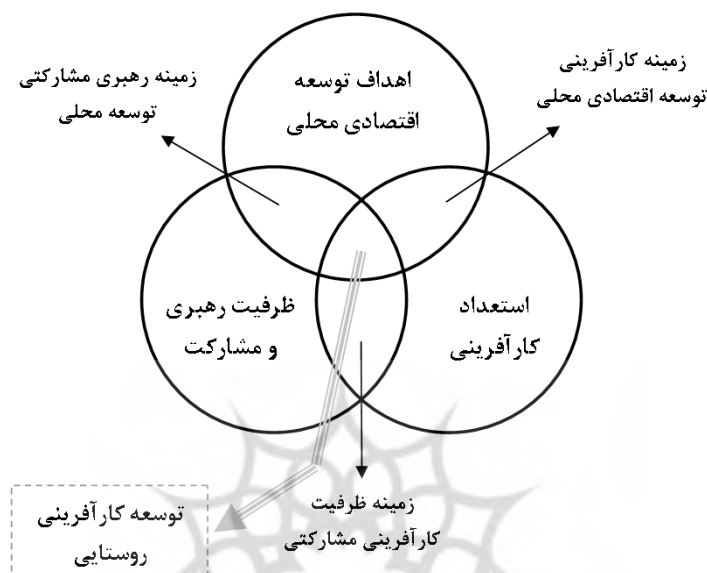 زمینه کارآفرینی
توسعه اقتصادی محلی
اهداف توسعه
اقتصادی محلی
زمینه رهبری مشارکتی
توسعه محلی
استعداد
کارآفرینی
ظرفیت رهبری
و مشارکت
زمینه ظرفیت
کارآفرینی مشارکتی
توسعه کارآفرینی
روستایی